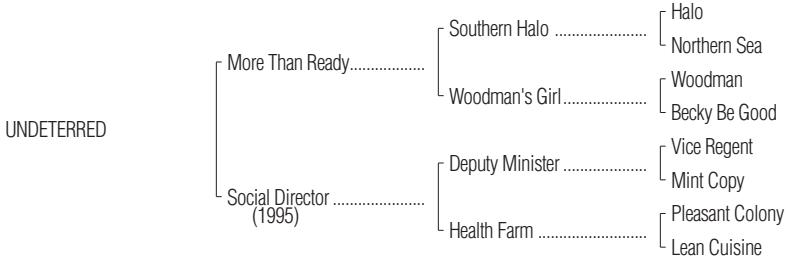 Halo
Southern Halo ......................
Northern Sea
More Than Ready..................
Woodman
Woodman's Girl....................
Becky Be Good
UNDETERRED
Vice Regent
Deputy Minister ....................
Mint Copy
Social Director ......................
(1995)
Pleasant Colony
Health Farm ..........................
Lean Cuisine